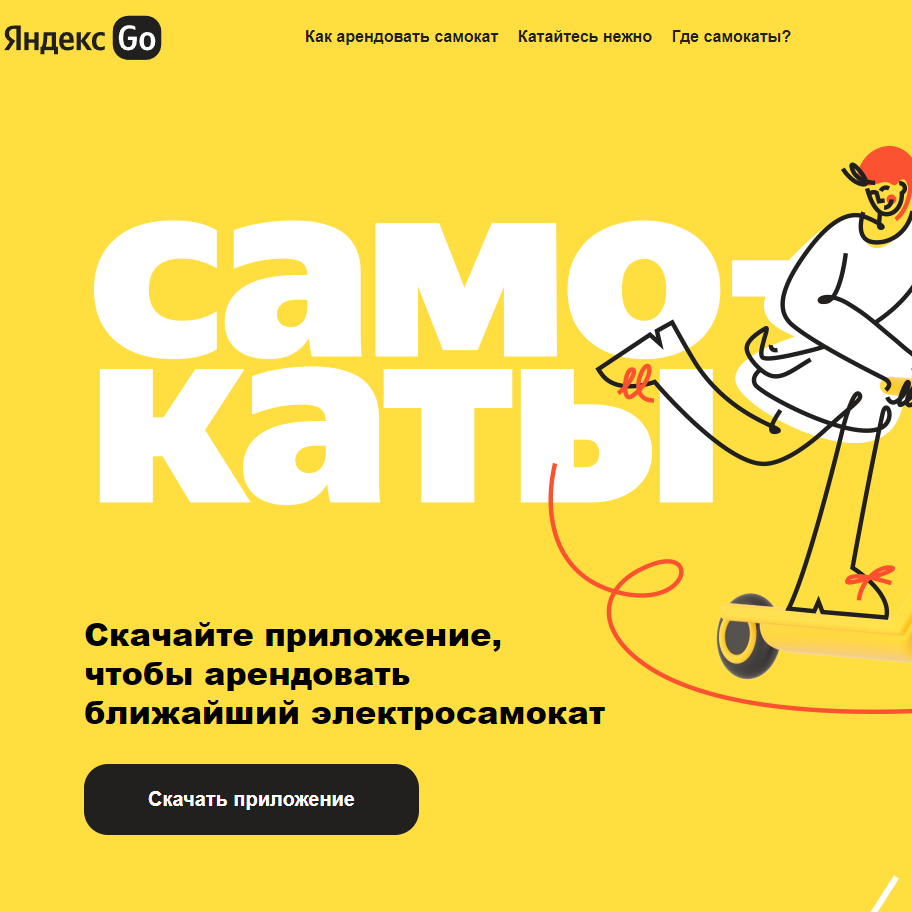 Яндекс Go
Как арендовать самокат Катайтесь нежно Где самокаты?
само-
каты
Скачайте приложение,
чтобы арендовать
ближайший электросамокат
Скачать приложение